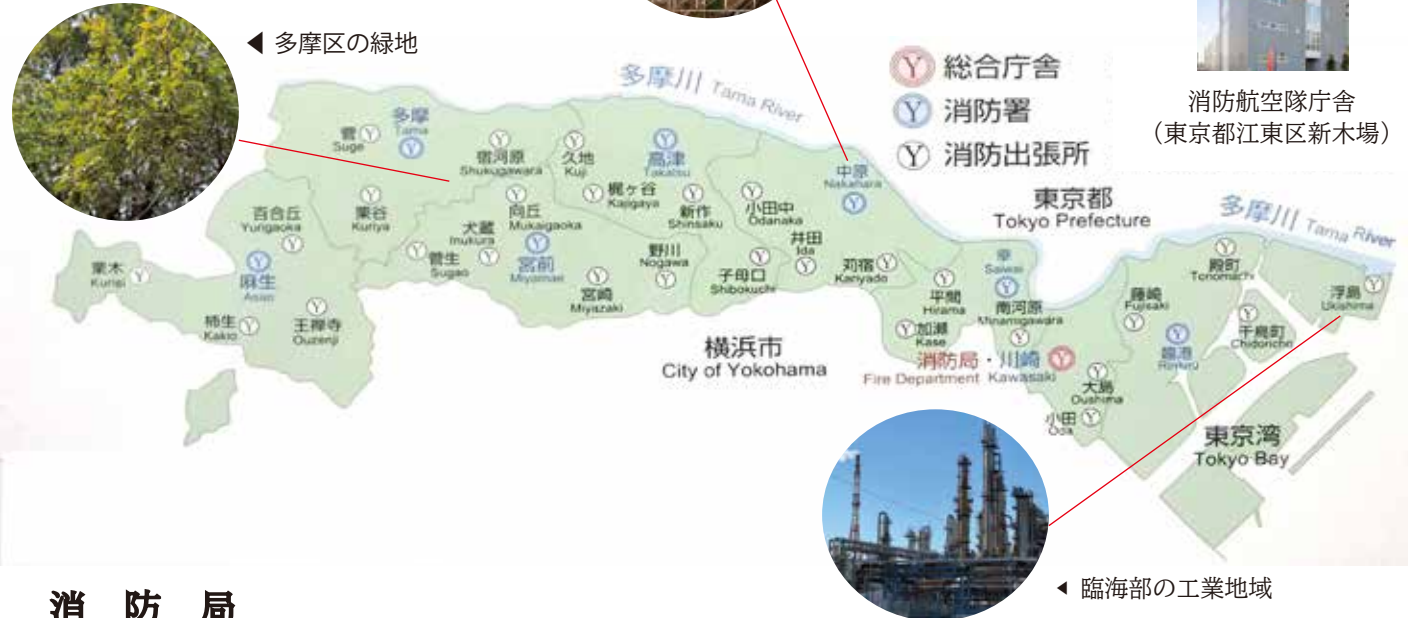 ◀ 多摩区の緑地
多摩川 Tama River
総合庁舎
消防署
消防出張所
消防航空隊庁舎
（東京都江東区新木場）
東京都
Tokyo Prefecture
多摩川 Tama River
菅
Suge
多摩
Tama
宿河原
Shukugawara
久地
Kuji
高津
Takatsu
中原
Nakahara
百合丘
Yurigaoka
栗谷
Kuriya
犬蔵
Inukura
向丘
Mukaigaoka
梶ヶ谷
Kajigaya
新作
Shinsaku
小田中
Odanaka
井田
Ida
栗木
Kurigi
麻生
Asao
菅生
Sugao
宮前
Miyamae
野川
Nogawa
子母口
Shibokuchi
苅宿
Kariyado
幸
Saiwai
殿町
Tonomachi
浮島
Ukishima
柿生
Kakio
王禅寺
Ouzenji
宮崎
Miyazaki
平間
Hirama
南河原
Minamigawara
藤崎
Fujisaki
千鳥町
Chidoricho
加瀬
Kase
臨港
Rinkou
横浜市
City of Yokohama
消防局・川崎
Fire Department Kawasaki
大島
Oushima
小田
Oda
東京湾
Tokyo Bay
◀ 臨海部の工業地域
消 防 局